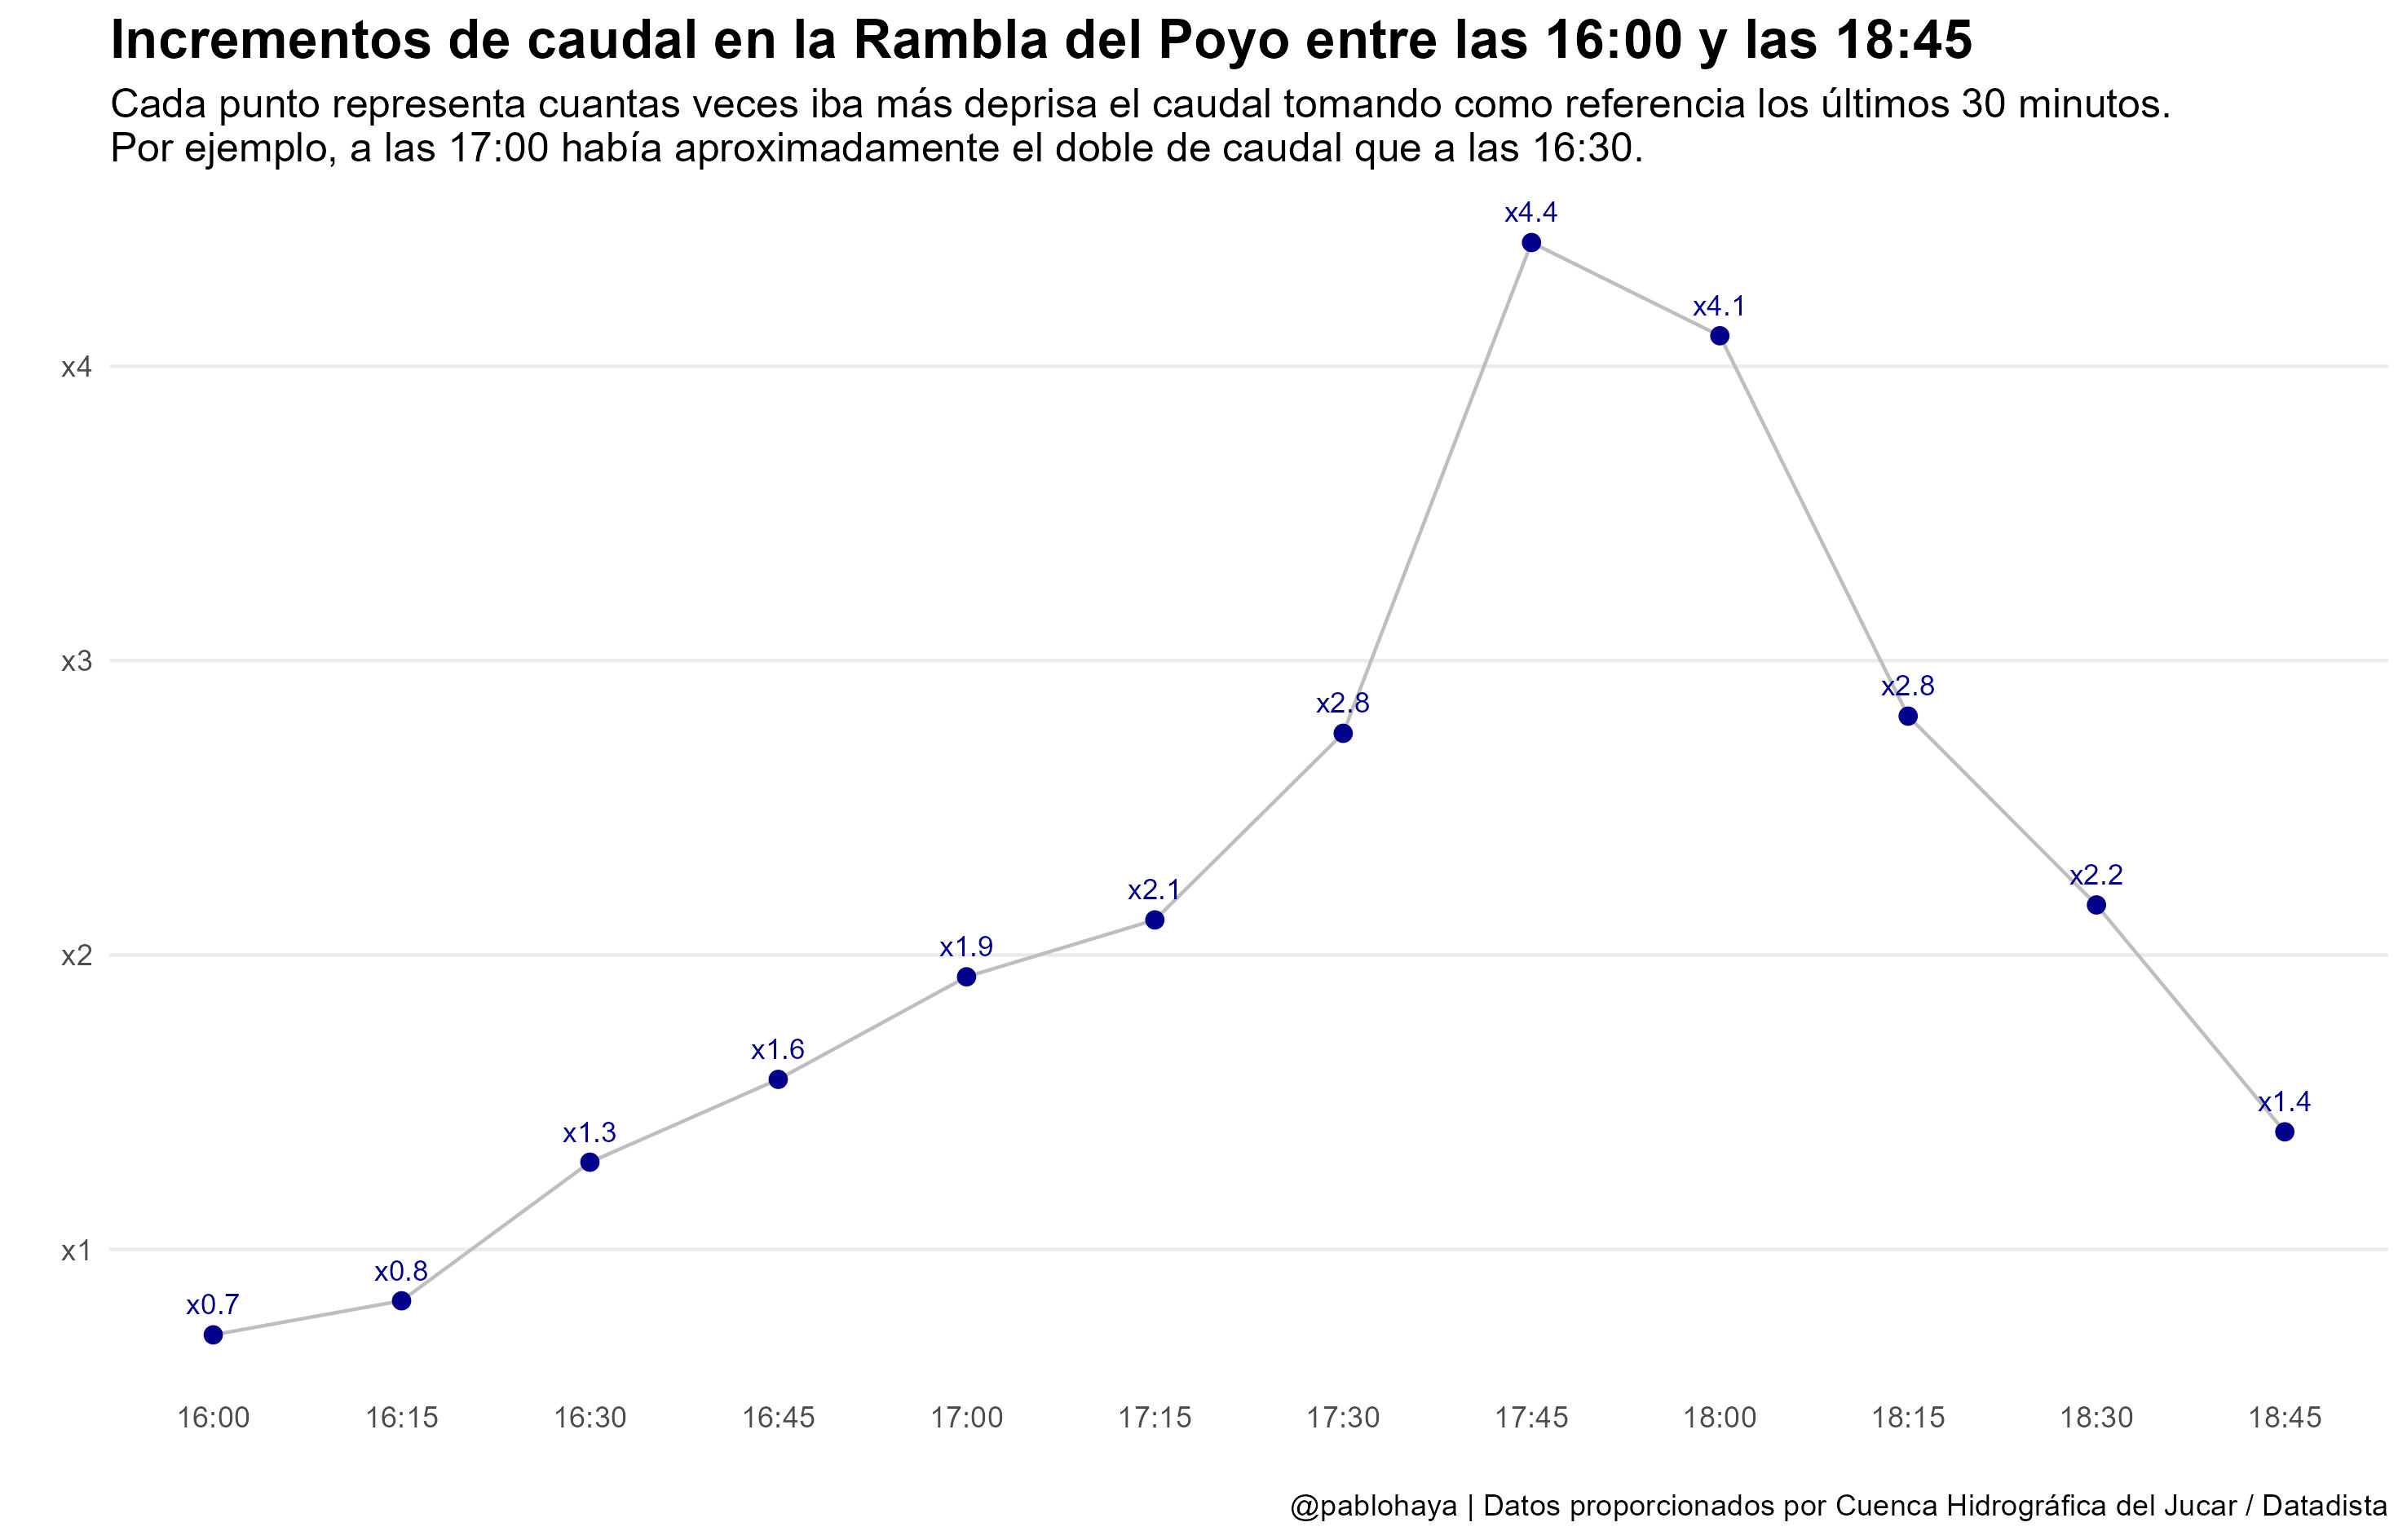 Incrementos de caudal en la Rambla del Poyo entre las 16:00 y las 18:45
Cada punto representa cuantas veces iba más deprisa el caudal tomando como referencia los últimos 30 minutos.
Por ejemplo, a las 17:00 había aproximadamente el doble de caudal que a las 16:30.
x4.4
x4.1
x4
x3
x2.8
x2.8
x2.2
x2.1
x1.9
x2
x1.6
x1.4
x1.3
x1
x0.8
x0.7
16:00 16:15 16:30 16:45 17:00 17:15 17:30 17:45 18:00 18:15 18:30 18:45
@pablohaya | Datos proporcionados por Cuenca Hidrográfica del Jucar / Datadista